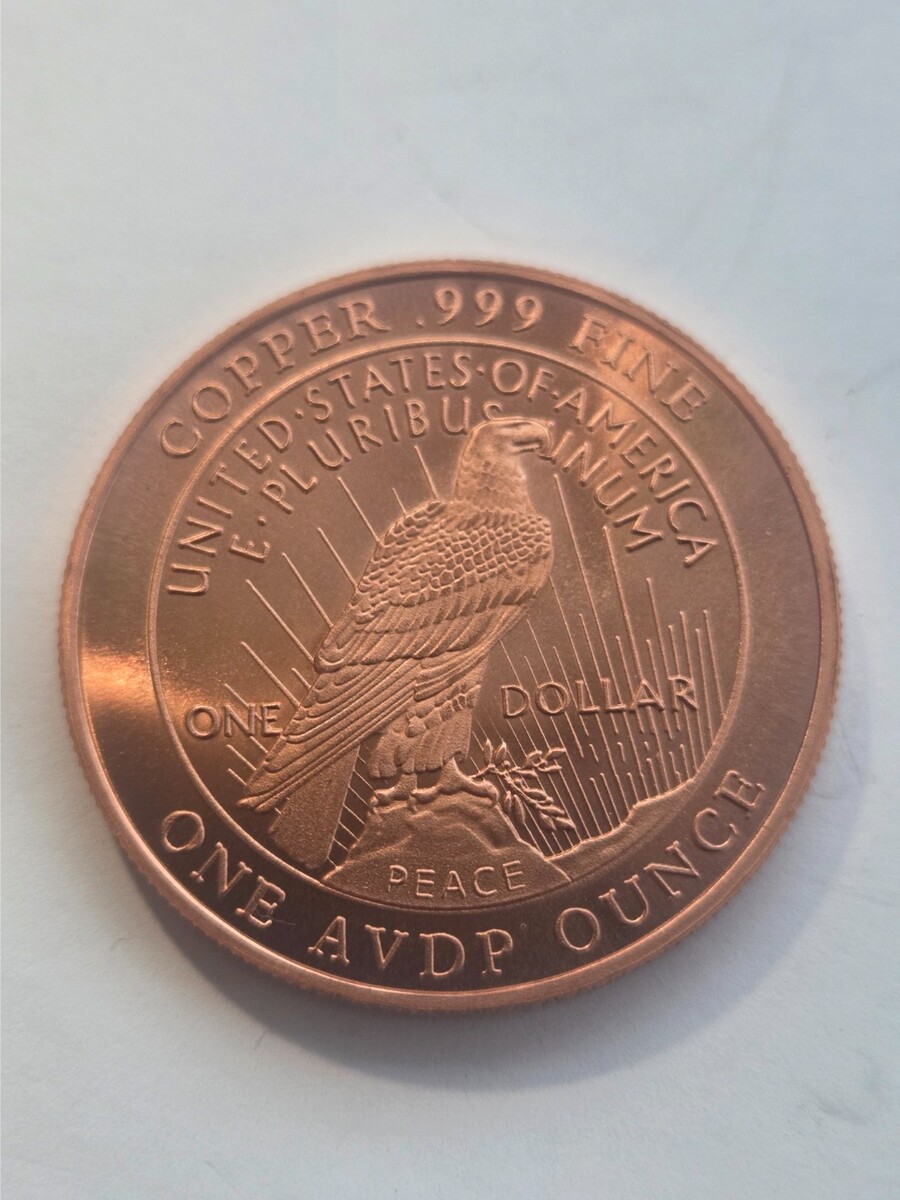 COPPER .999 FINE
UNITED·STATES·OF·AMERICA
E·PLURIBUS UNUM
ONE DOLLAR
PEACE
ONE AVDP OUNCE